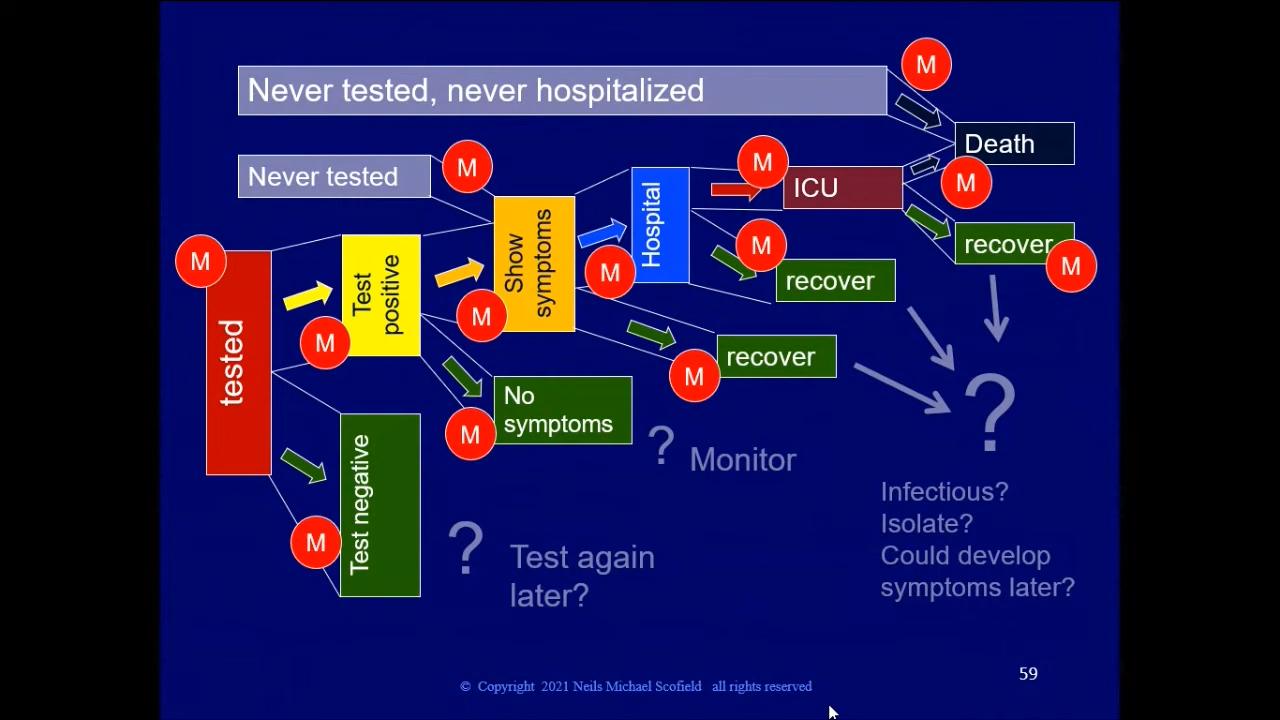 M
Never tested, never hospitalized
Death
M
Never tested
M
ICU
M
Hospital
Show
symptoms
M
recover
M
M
tested
Test
positive
M
M
recover
M
M
recover
M
No
symptoms
M
? Monitor
?
Infectious?
Isolate?
Could develop
symptoms later?
Test negative
M
? Test again
later?
59
© Copyright 2021 Neils Michael Scofield all rights reserved